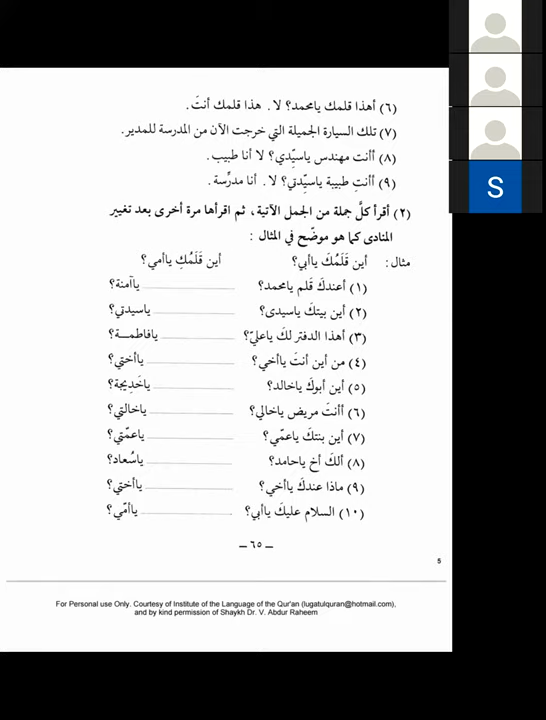 (٦) أهذا قلمك يامحمد؟ لا. هذا قلمك أنتَ.
(٧) تلك السيارة الجميلة التي خرجت الآن من المدرسة للمدير.
(٨) أأنت مهندس ياسيِّدي؟ لا أنا طبيب.
(٩) أأنتِ طبيبة ياسيِّدتي؟ لا. أنا مدرِّسة.
(٢) أقرأ كلَّ جملة من الجمل الآتية، ثم اقرأها مرة أخرى بعد تغيير
المنادى كما هو موضّح في المثال :
مثال : أين قَلَمُكَ ياأبي؟ أين قَلَمُكِ ياأمي؟
(١) أعندكَ قَلم يامحمد؟ ........ ياآمنة؟
(٢) أين بيتكَ ياسيدى؟ ........ ياسيدتي؟
(٣) أهذا الدفتر لكَ ياعليّ؟ ........ يافاطمـــة؟
(٤) من أين أنتَ ياأخي؟ ........ ياأختي؟
(٥) أين أبوكَ ياخالد؟ ........ ياخَدِيجة؟
(٦) أأنتَ مريض ياخالي؟ ........ ياخالتي؟
(٧) أين بنتكَ ياعمّي؟ ........ ياعمّتي؟
(٨) ألكَ أخ ياحامد؟ ........ ياسُعاد؟
(٩) ماذا عندكَ ياأخي؟ ........ ياأختي؟
(١٠) السلام عليكَ ياأبي؟ ........ ياأمّي؟
– ٦٥ –
5
For Personal use Only. Courtesy of Institute of the Language of the Qur'an (lugatulquran@hotmail.com),
and by kind permission of Shaykh Dr. V. Abdur Raheem
S